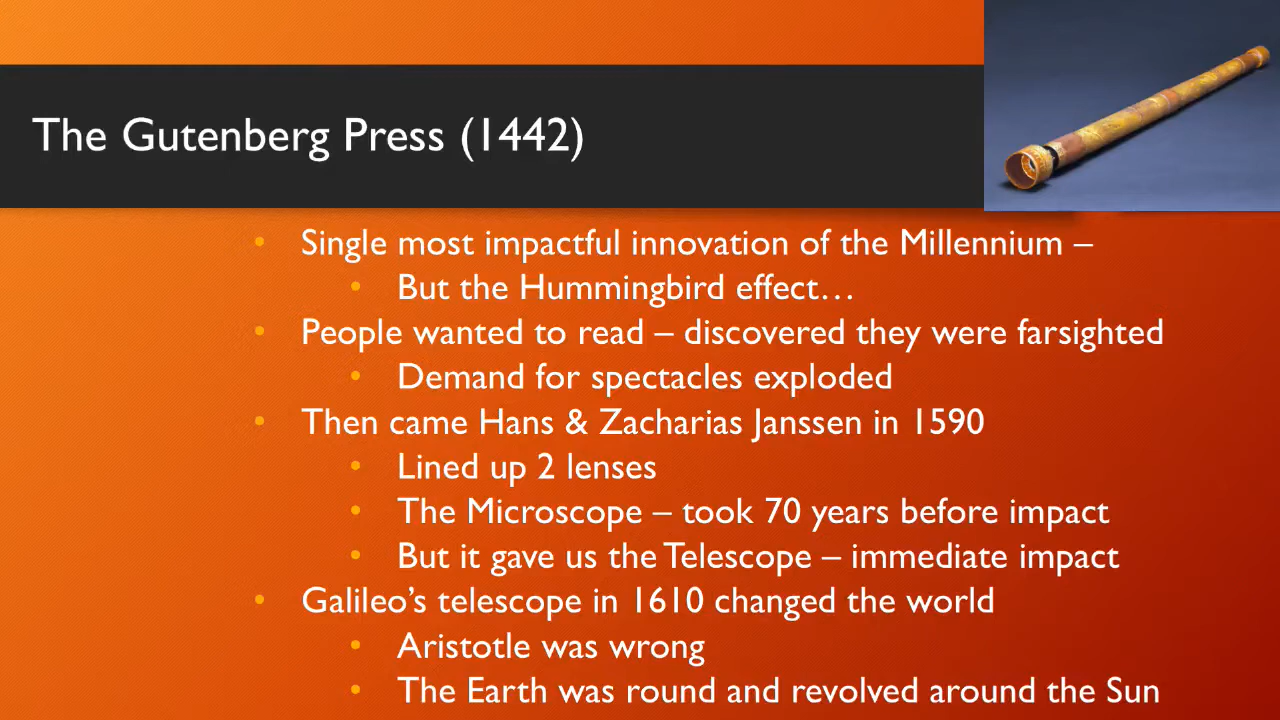 The Gutenberg Press (1442)
• Single most impactful innovation of the Millennium –
• But the Hummingbird effect…
• People wanted to read – discovered they were farsighted
• Demand for spectacles exploded
• Then came Hans & Zacharias Janssen in 1590
• Lined up 2 lenses
• The Microscope – took 70 years before impact
• But it gave us the Telescope – immediate impact
• Galileo’s telescope in 1610 changed the world
• Aristotle was wrong
• The Earth was round and revolved around the Sun